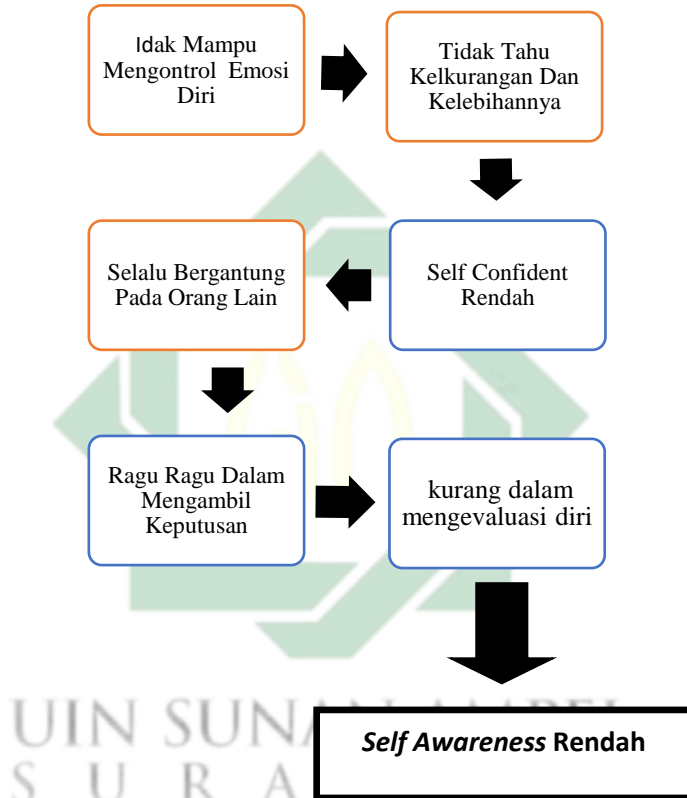 Idak Mampu
Mengontrol Emosi
Diri
Tidak Tahu
Kelkurangan Dan
Kelebihannya
Self Confident
Rendah
Selalu Bergantung
Pada Orang Lain
Ragu Ragu Dalam
Mengambil
Keputusan
kurang dalam
mengevaluasi diri
Self Awareness Rendah
UIN SUNAN AMPEL
S U R A